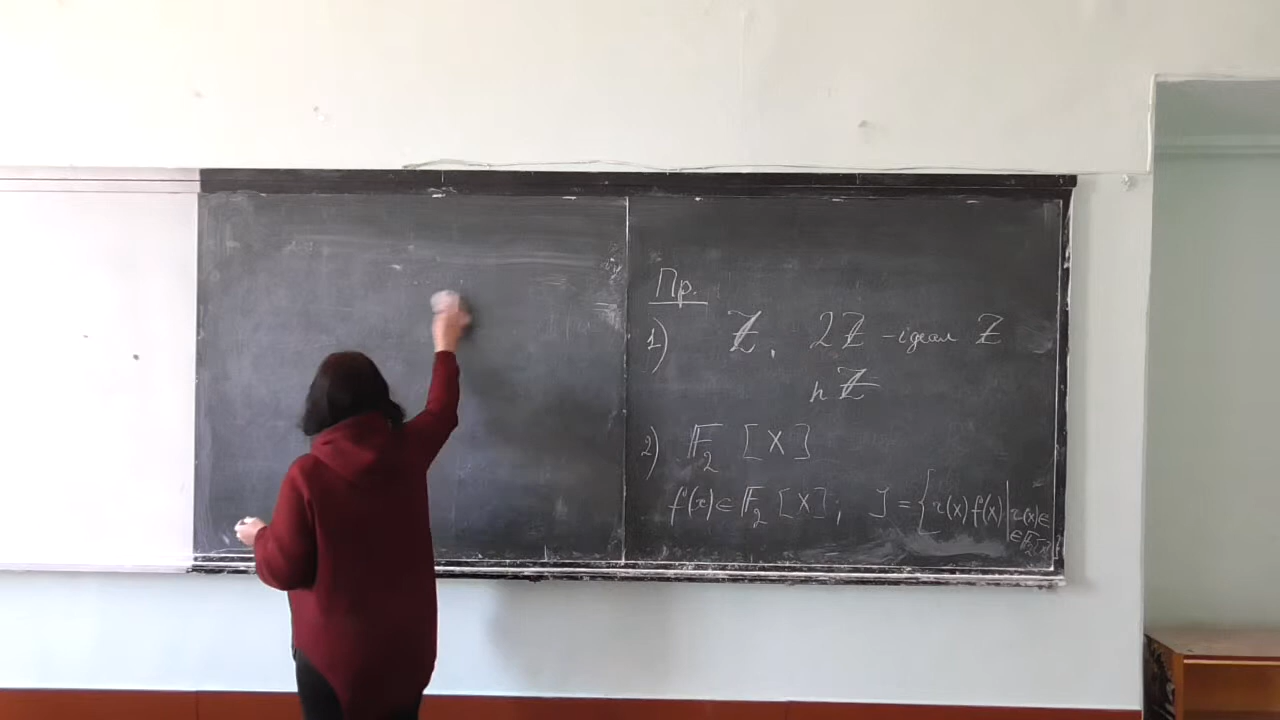 Пр.
1) ℤ, 2ℤ - ідеал ℤ
nℤ
2) 𝔽₂ [X]
f(x) ∈ 𝔽₂ [X]; J = { r(x) f(x) | r(x) ∈
∈ 𝔽₂[x] }